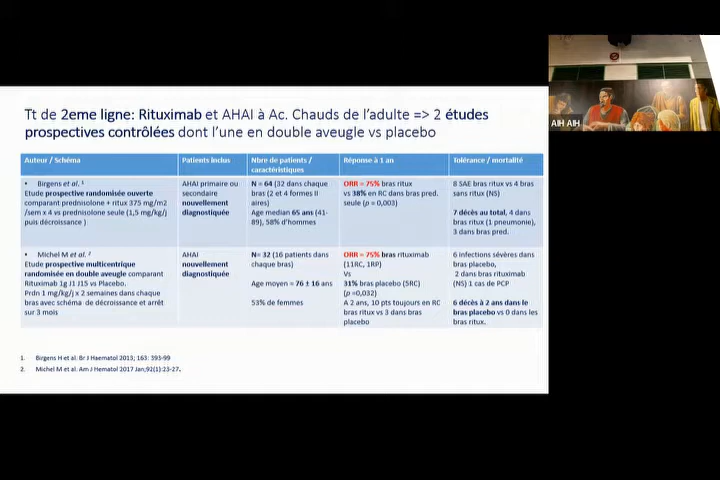 Tt de 2eme ligne: Rituximab et AHAI à Ac. Chauds de l'adulte => 2 études
prospectives contrôlées dont l'une en double aveugle vs placebo
Auteur / Schéma
Patients inclus
Nbre de patients /
caractéristiques
Réponse à 1 an
Tolérance / mortalité
• Birgens et al. 1
Etude prospective randomisée ouverte
comparant prednisolone + ritux 375 mg/m2
/sem x 4 vs prednisolone seule (1,5 mg/kg/j
puis décroissance )
AHAI primaire ou
secondaire
nouvellement
diagnostiquée
N = 64 (32 dans chaque
bras (2 et 4 formes II
aires)
Age median 65 ans (41-
89), 58% d'hommes
ORR = 75% bras ritux
vs 38% en RC dans bras pred.
seule (p = 0,003)
8 SAE bras ritux vs 4 bras
sans ritux (NS)
7 décès au total, 4 dans
bras ritux (1 pneumonie),
3 dans bras pred.
• Michel M et al. 2
Etude prospective multicentrique
randomisée en double aveugle comparant
Rituximab 1g J1 J15 vs Placebo.
Prdn 1 mg/kg/j x 2 semaines dans chaque
bras avec schéma de décroissance et arrêt
sur 3 mois
AHAI
nouvellement
diagnostiquée
N= 32 (16 patients dans
chaque bras)
Age moyen = 76 ± 16 ans
53% de femmes
ORR = 75% bras rituximab
(11RC, 1RP)
Vs
31% bras placebo (5RC)
(p =0,032)
A 2 ans, 10 pts toujours en RC
bras ritux vs 3 dans bras
placebo
6 infections sévères dans
bras placebo,
2 dans bras rituximab
(NS) 1 cas de PCP
6 décès à 2 ans dans le
bras placebo vs 0 dans les
bras ritux.
1. Birgens H et al. Br J Haematol 2013; 163: 393-99
2. Michel M et al. Am J Hematol 2017 Jan;92(1):23-27.
AIH AIH